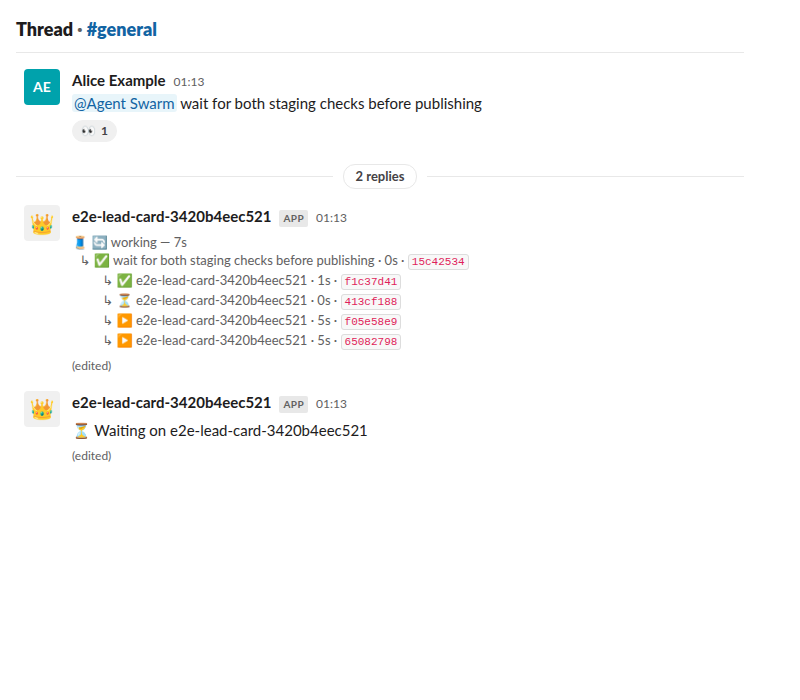 Thread • #general
AE
Alice Example 01:13
@Agent Swarm wait for both staging checks before publishing
👀 1
2 replies
e2e-lead-card-3420b4eec521 APP 01:13
🧵 🔄 working — 7s
↳ ✅ wait for both staging checks before publishing · 0s · 15c42534
↳ ✅ e2e-lead-card-3420b4eec521 · 1s · f1c37d41
↳ ⏳ e2e-lead-card-3420b4eec521 · 0s · 413cf188
↳ ▶️ e2e-lead-card-3420b4eec521 · 5s · f05e58e9
↳ ▶️ e2e-lead-card-3420b4eec521 · 5s · 65082798
(edited)
e2e-lead-card-3420b4eec521 APP 01:13
⏳ Waiting on e2e-lead-card-3420b4eec521
(edited)